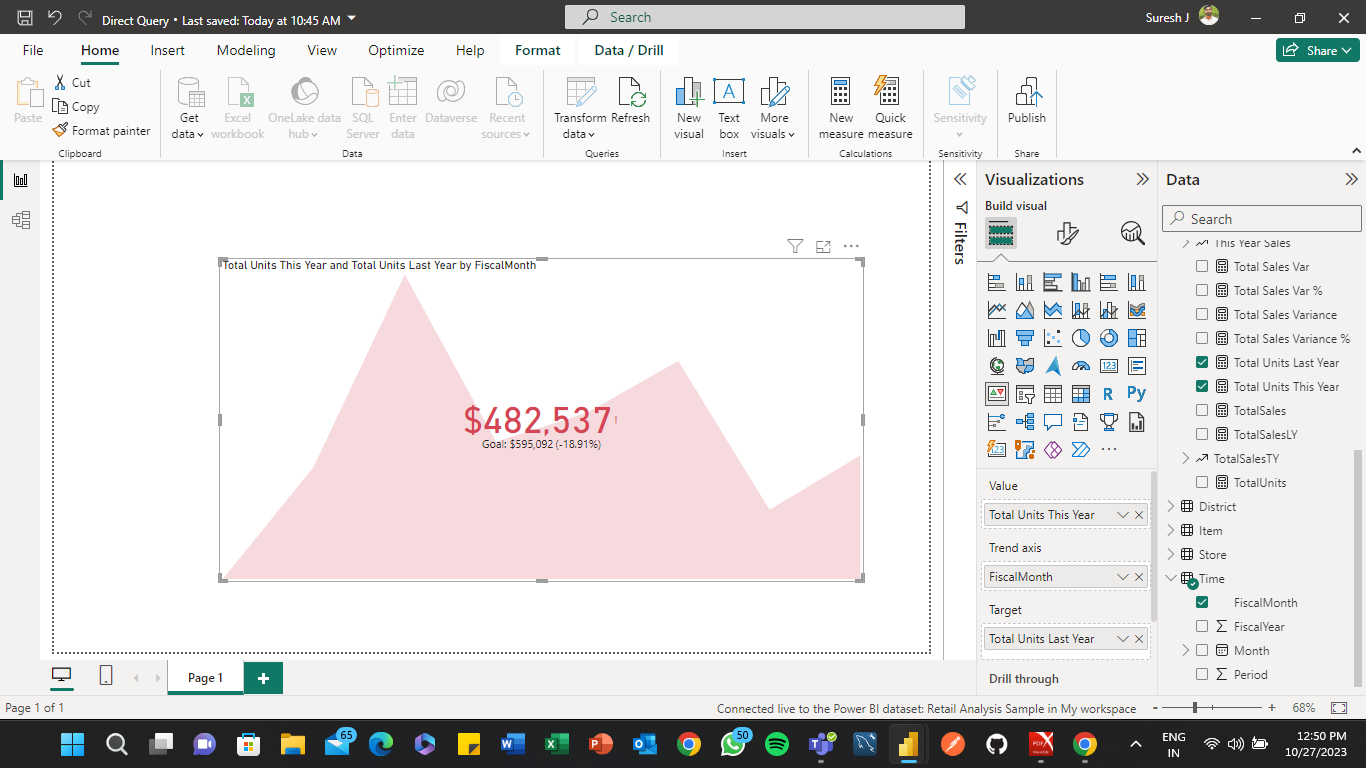 Direct Query • Last saved: Today at 10:45 AM
Search
Suresh J
File
Home
Insert
Modeling
View
Optimize
Help
Format
Data / Drill
Share
Paste
Cut
Copy
Format painter
Clipboard
Get
data
Excel
workbook
OneLake data
hub
SQL
Server
Enter
data
Dataverse
Recent
sources
Data
Transform
data
Refresh
Queries
New
visual
Text
box
More
visuals
Insert
New
measure
Quick
measure
Calculations
Sensitivity
Sensitivity
Publish
Share
Total Units This Year and Total Units Last Year by FiscalMonth
$482,537!
Goal: $595,092 (-18.91%)
Filters
Visualizations
Build visual
Value
Total Units This Year
Trend axis
FiscalMonth
Target
Total Units Last Year
Drill through
Data
Search
This Year Sales
Total Sales Var
Total Sales Var %
Total Sales Variance
Total Sales Variance %
Total Units Last Year
Total Units This Year
TotalSales
TotalSalesLY
TotalSalesTY
TotalUnits
District
Item
Store
Time
FiscalMonth
FiscalYear
Month
Period
Page 1
Page 1 of 1
Connected live to the Power BI dataset: Retail Analysis Sample in My workspace
68%
65
50
ENG
IN
12:50 PM
10/27/2023